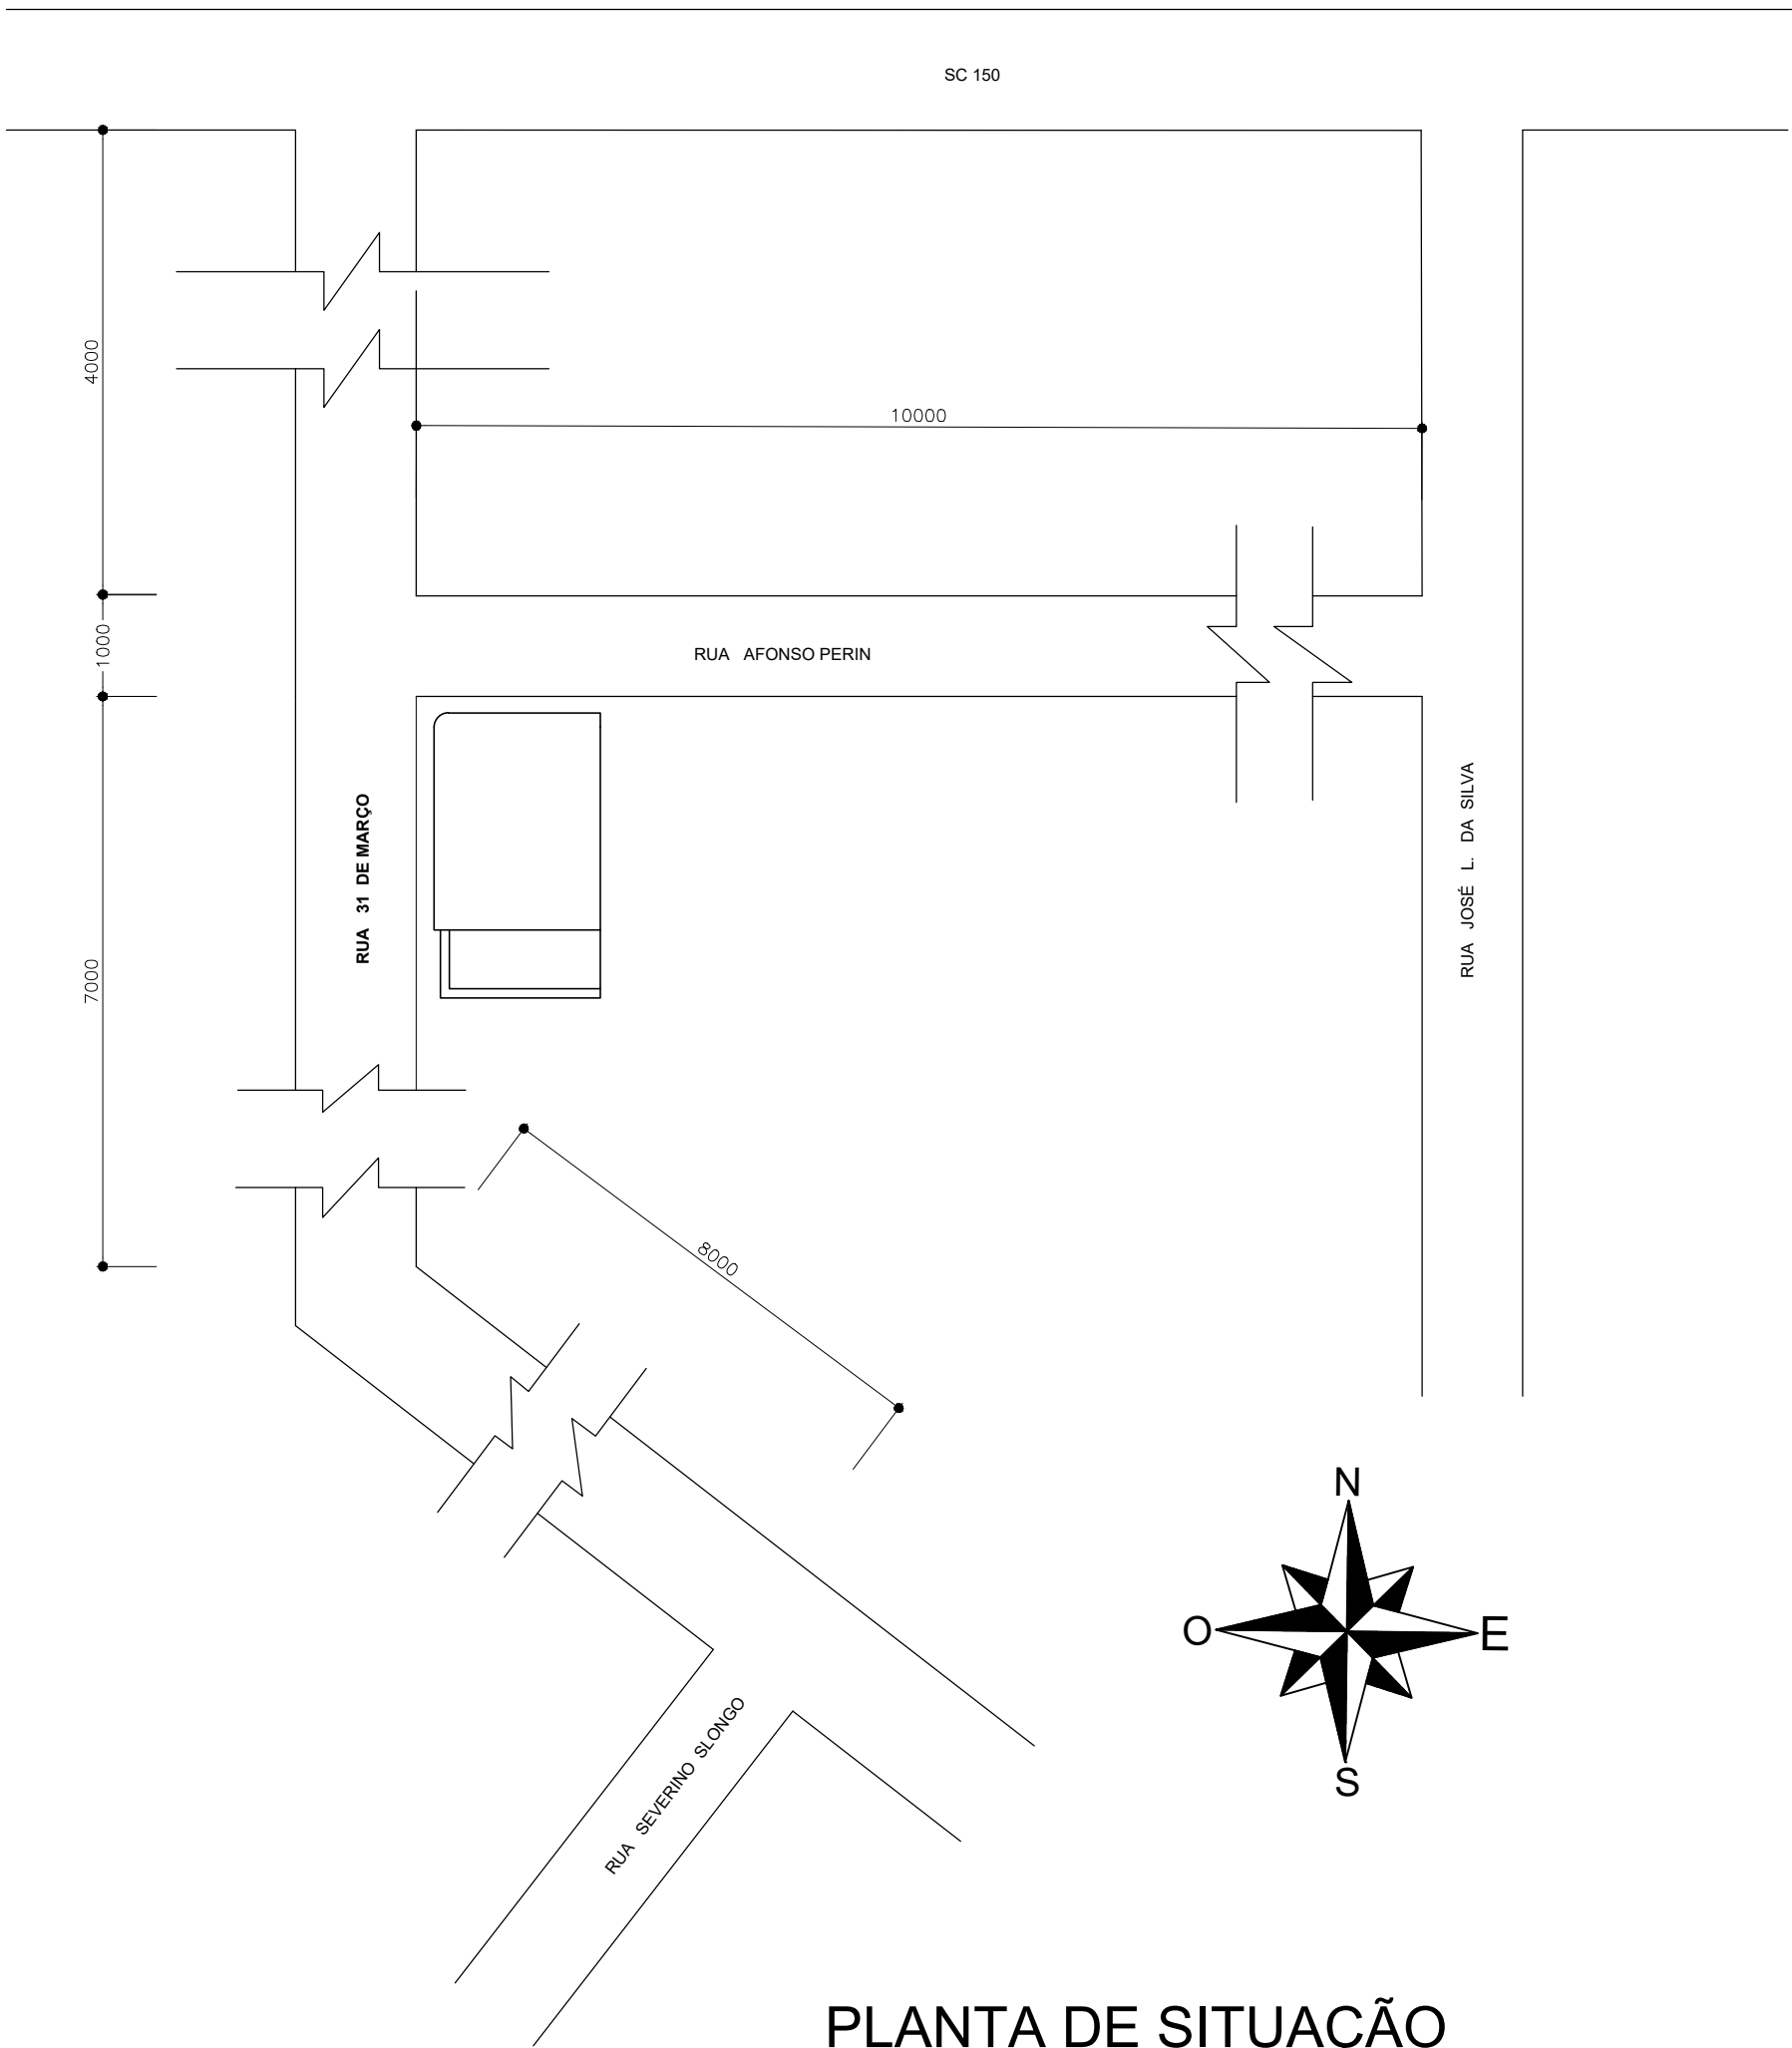 SC 150
4000
10000
1000
RUA AFONSO PERIN
RUA 31 DE MARÇO
RUA JOSÉ L. DA SILVA
7000
8000
N
O
E
S
RUA SEVERINO SLONGO
PLANTA DE SITUACÃO